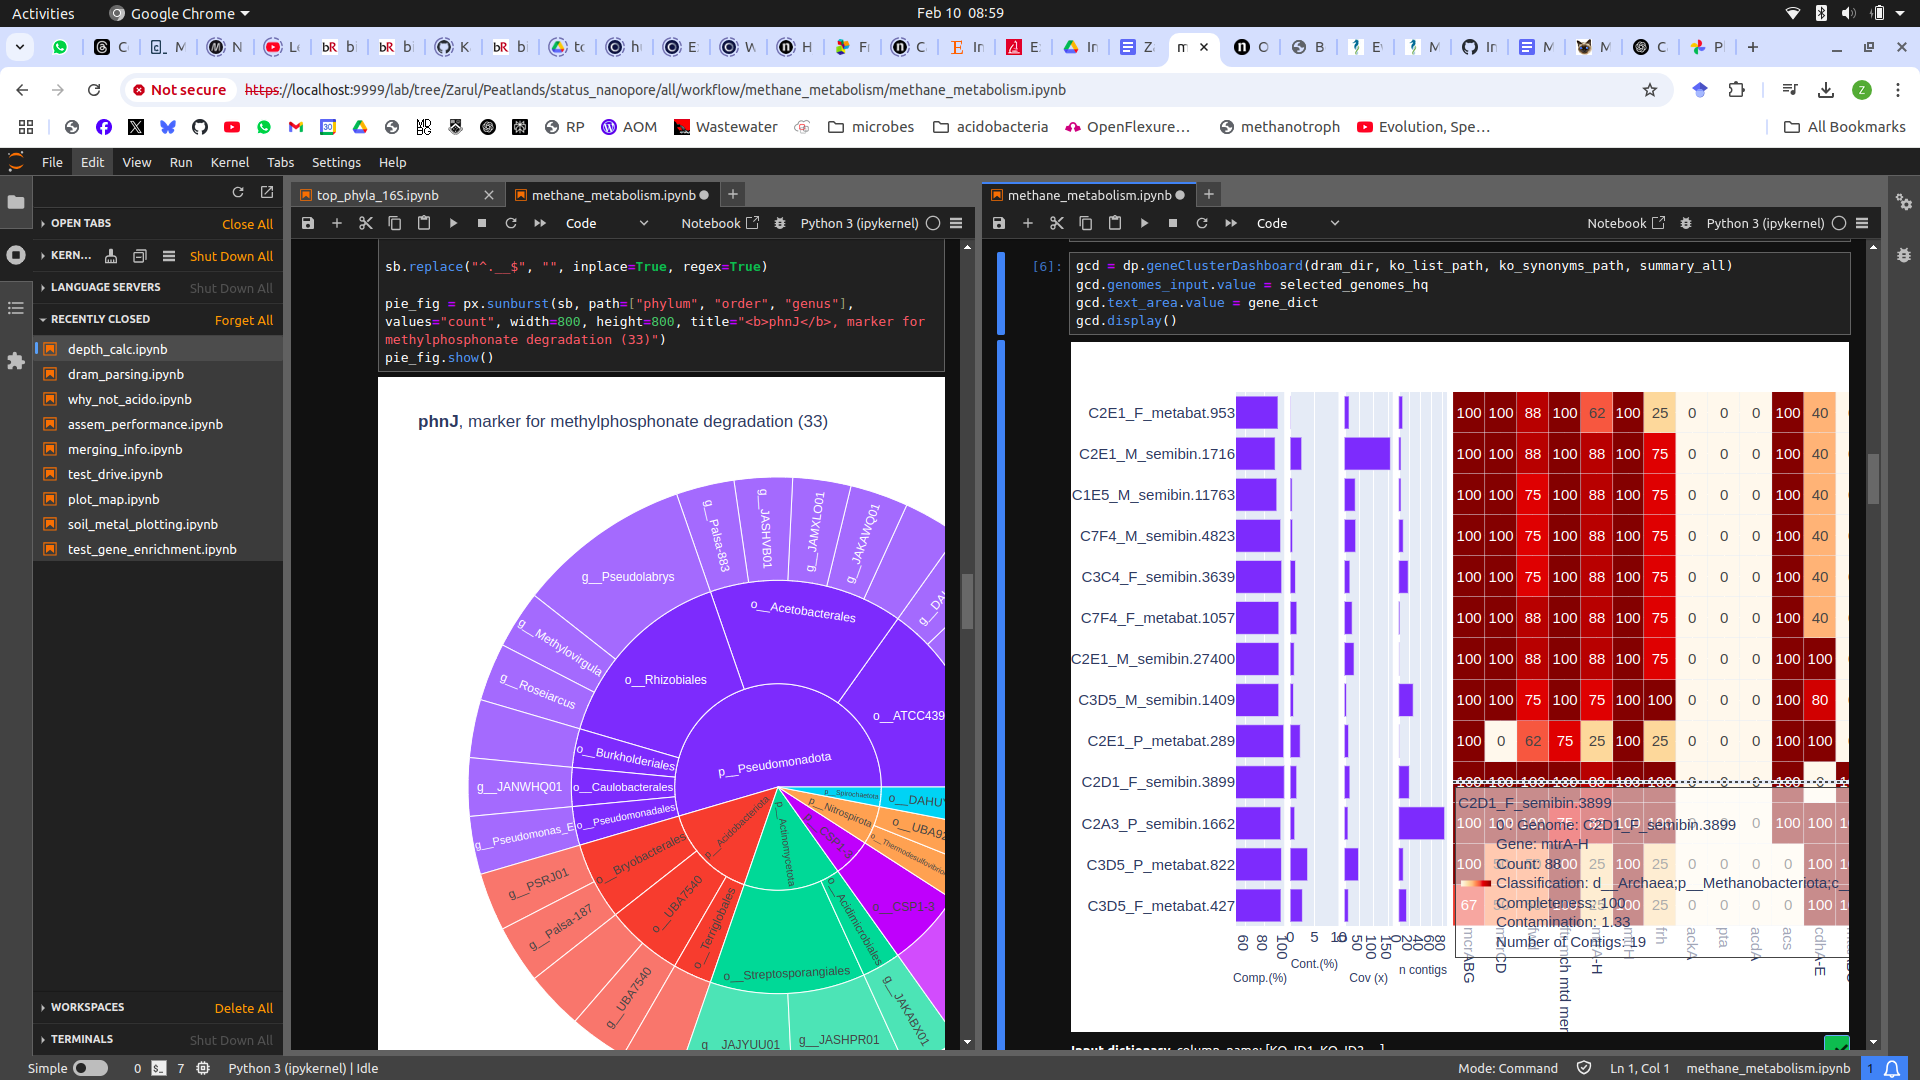 Activities
Google Chrome
Feb 10 08:59
Not secure
https://localhost:9999/lab/tree/Zarul/Peatlands/status_nanopore/all/workflow/methane_metabolism/methane_metabolism.ipynb
RP
AOM
Wastewater
microbes
acidobacteria
OpenFlexure…
methanotroph
Evolution, Spe…
All Bookmarks
File Edit View Run Kernel Tabs Settings Help
OPEN TABS
Close All
KERN...
Shut Down All
LANGUAGE SERVERS
Shut Down All
RECENTLY CLOSED
Forget All
depth_calc.ipynb
dram_parsing.ipynb
why_not_acido.ipynb
assem_performance.ipynb
merging_info.ipynb
test_drive.ipynb
plot_map.ipynb
soil_metal_plotting.ipynb
test_gene_enrichment.ipynb
WORKSPACES
Delete All
TERMINALS
Shut Down All
top_phyla_16S.ipynb
methane_metabolism.ipynb
Code
Notebook
Python 3 (ipykernel)
sb.replace("^.__$", "", inplace=True, regex=True)
pie_fig = px.sunburst(sb, path=["phylum", "order", "genus"],
values="count", width=800, height=800, title="<b>phnJ</b>, marker for
methylphosphonate degradation (33)")
pie_fig.show()
phnJ, marker for methylphosphonate degradation (33)
g__Palsa-883
g__JASHVB01
g__JAMXLO01
g__JAKAWQ01
g__Pseudolabrys
o__Acetobacterales
g__Methylovirgula
g__Roseiarcus
o__Rhizobiales
o__ATCC439
p__Pseudomonadota
o__Burkholderiales
g__JANWHQ01
o__Caulobacterales
o__Pseudomonadales
g__Pseudomonas_E
p__Spirochaetota
o__DAHUY
p__Nitrospirota
o__UBA92
o__Thermodesulfovibrio
p__CSP1-3
o__CSP1-3
p__Acidobacteriota
p__Actinomycetota
o__Bryobacterales
g__PSRJ01
g__Palsa-187
o__UBA7540
g__UBA7540
o__Terriglobales
o__Acidimicrobiales
o__Streptosporangiales
g__JAKABX01
g__JAJYUU01
g__JASHPR01
methane_metabolism.ipynb
Code
Notebook
Python 3 (ipykernel)
[6]:
gcd = dp.geneClusterDashboard(dram_dir, ko_list_path, ko_synonyms_path, summary_all)
gcd.genomes_input.value = selected_genomes_hq
gcd.text_area.value = gene_dict
gcd.display()
C2E1_F_metabat.953 100 100 88 100 62 100 25 0 0 0 100 40
C2E1_M_semibin.1716 100 100 88 100 88 100 75 0 0 0 100 40
C1E5_M_semibin.11763 100 100 75 100 88 100 75 0 0 0 100 40
C7F4_M_semibin.4823 100 100 75 100 88 100 75 0 0 0 100 40
C3C4_F_semibin.3639 100 100 75 100 88 100 75 0 0 0 100 40
C7F4_F_metabat.1057 100 100 88 100 88 100 75 0 0 0 100 40
C2E1_M_semibin.27400 100 100 88 100 88 100 75 0 0 0 100 100
C3D5_M_semibin.1409 100 100 75 100 75 100 100 0 0 0 100 80
C2E1_P_metabat.289 100 0 62 75 25 100 25 0 0 0 100 100
C2D1_F_semibin.3899
C2A3_P_semibin.1662
C3D5_P_metabat.822
C3D5_F_metabat.427
C2D1_F_semibin.3899
Genome: C2D1_F_semibin.3899
Gene: mtrA-H
Count: 88
Classification: d__Archaea;p__Methanobacteriota;c_
Completeness: 100
Contamination: 1.33
Number of Contigs: 19
60 80 100
0 5 10
0 50 100 150
0 20 40 60 80
Comp.(%)
Cont.(%)
Cov (x)
n contigs
mcrABG
frh
ackA
pta
acdA
acs
cdhA-E
Input dictionary, column_name: [KO_ID1, KO_ID2...]
Simple
0
7
Python 3 (ipykernel) | Idle
Mode: Command
Ln 1, Col 1
methane_metabolism.ipynb
1